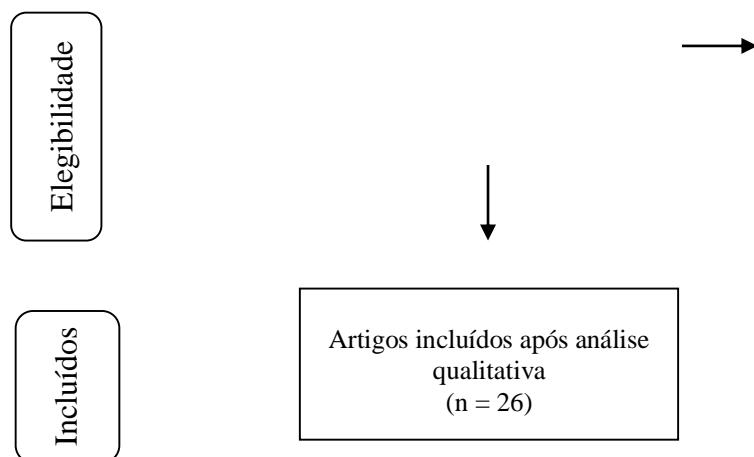 Elegibilidade
Incluídos
Artigos incluídos após análise
qualitativa
(n = 26)